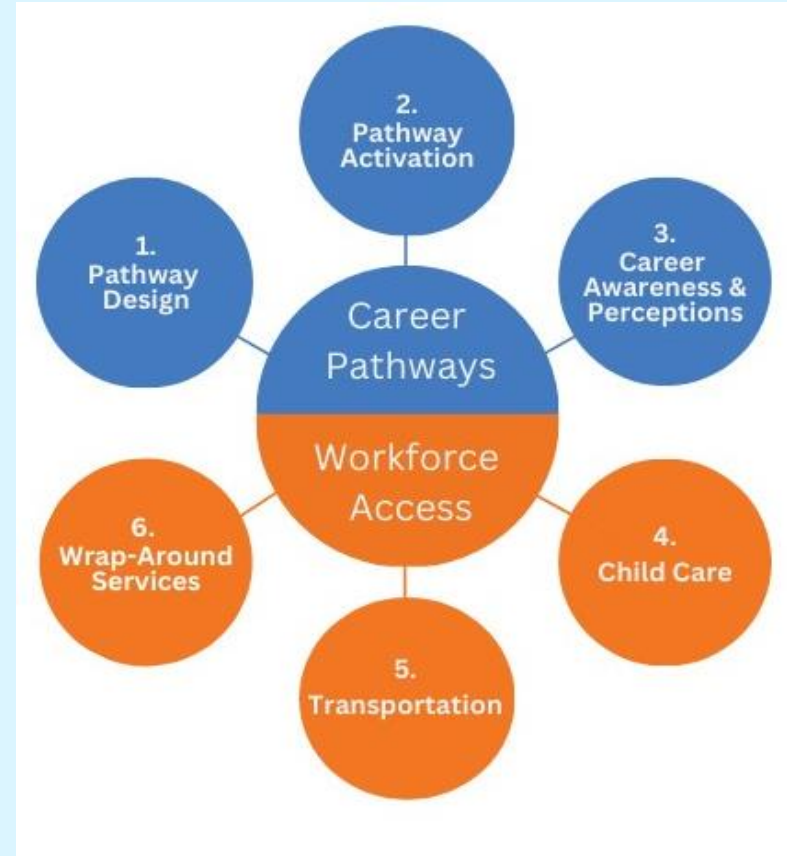 2.
Pathway
Activation
1.
Pathway
Design
3.
Career
Awareness &
Perceptions
Career
Pathways
Workforce
Access
6.
Wrap-Around
Services
4.
Child Care
5.
Transportation